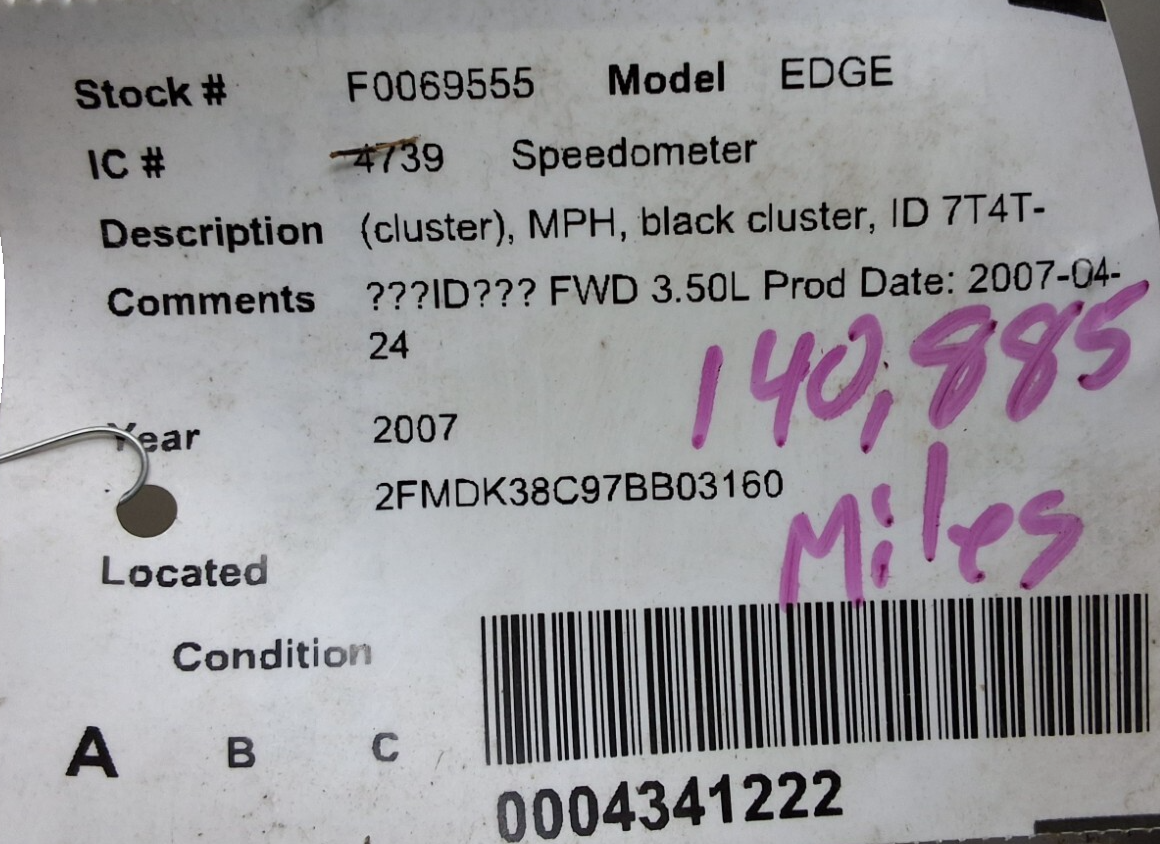 Stock # F0069555 Model EDGE
IC # 4739 Speedometer
Description (cluster), MPH, black cluster, ID 7T4T-
Comments ???ID??? FWD 3.50L Prod Date: 2007-04-
24
140,885
Year 2007
2FMDK38C97BB03160
Miles
Located
Condition
A B C
0004341222